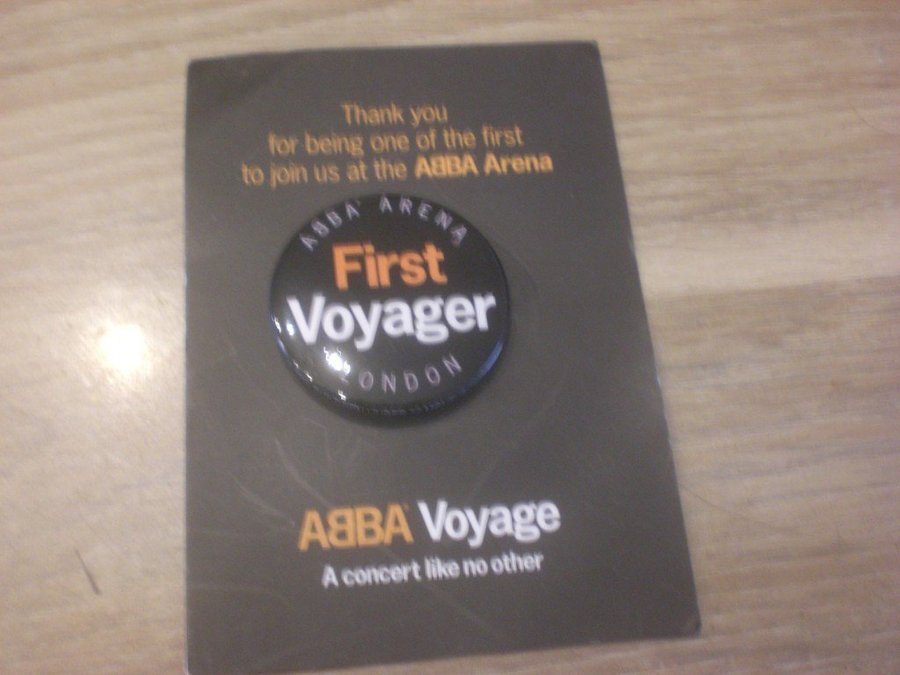 Thank you
for being one of the first
to join us at the ABBA Arena
ABBA ARENA
First
Voyager
LONDON
ABBA Voyage
A concert like no other